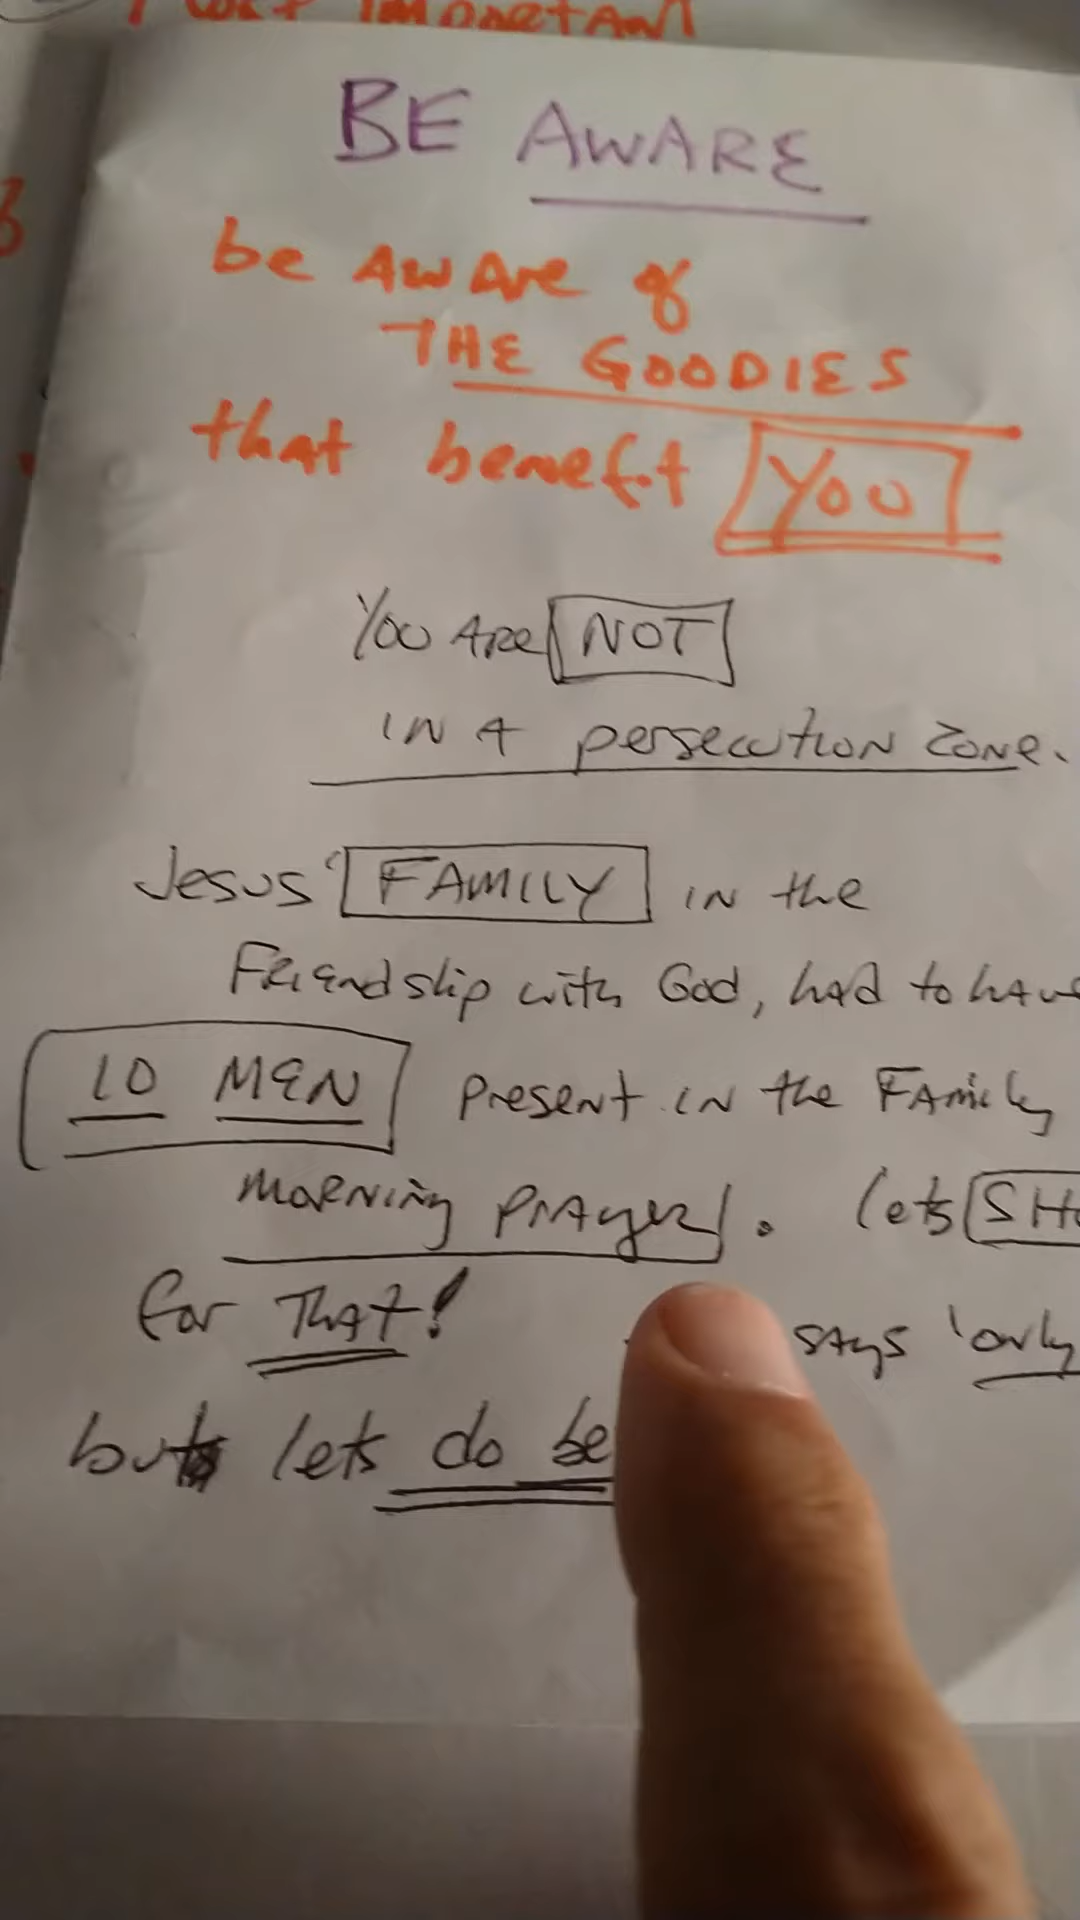 IMPORTANT
BE AWARE
be AWARE of
THE GOODIES
that benefit YOU
YOU ARE NOT
IN A persecution ZONE.
Jesus' FAMILY IN the
Friendship with God, had to have
10 MEN present in the FAMily
morning prayer. lets
for THAT! says 'only
but lets do be